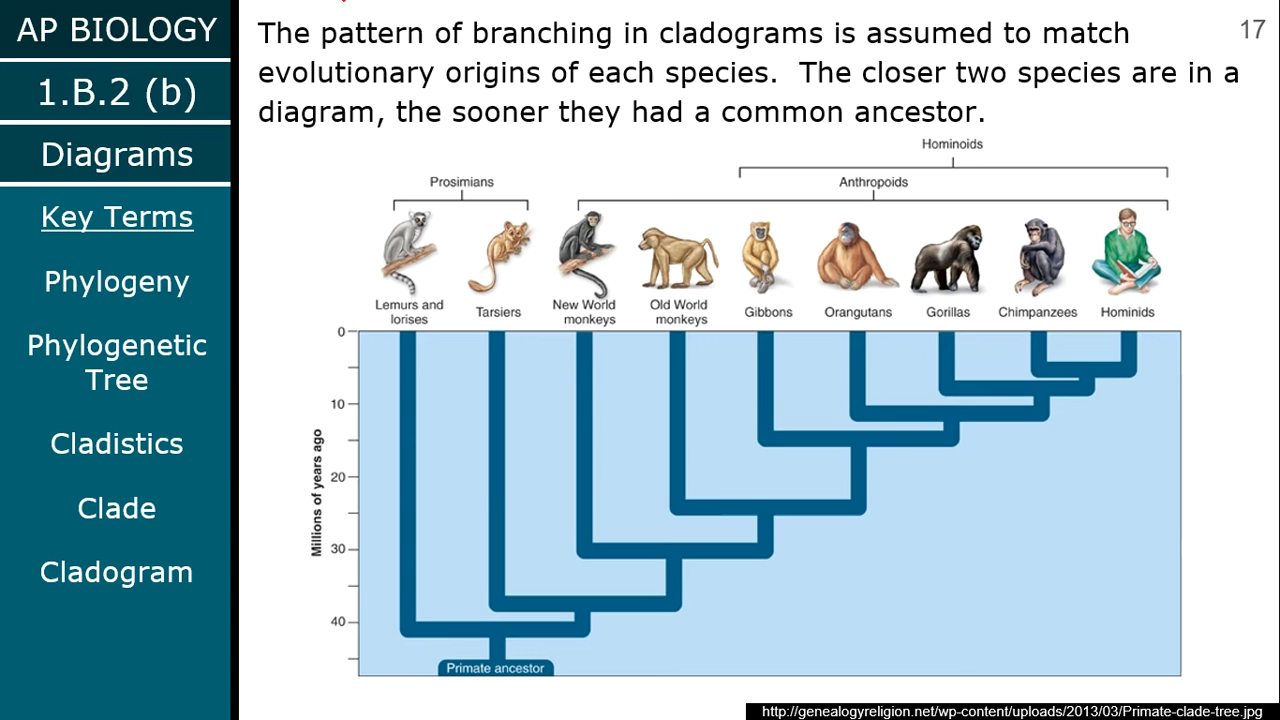 AP BIOLOGY
1.B.2 (b)
Diagrams
Key Terms
Phylogeny
Phylogenetic
Tree
Cladistics
Clade
Cladogram
The pattern of branching in cladograms is assumed to match
evolutionary origins of each species. The closer two species are in a
diagram, the sooner they had a common ancestor.
17
Hominoids
Prosimians
Anthropoids
Lemurs and
lorises
Tarsiers
New World
monkeys
Old World
monkeys
Gibbons
Orangutans
Gorillas
Chimpanzees
Hominids
0
10
20
30
40
Millions of years ago
Primate ancestor
http://genealogyreligion.net/wp-content/uploads/2013/03/Primate-clade-tree.jpg